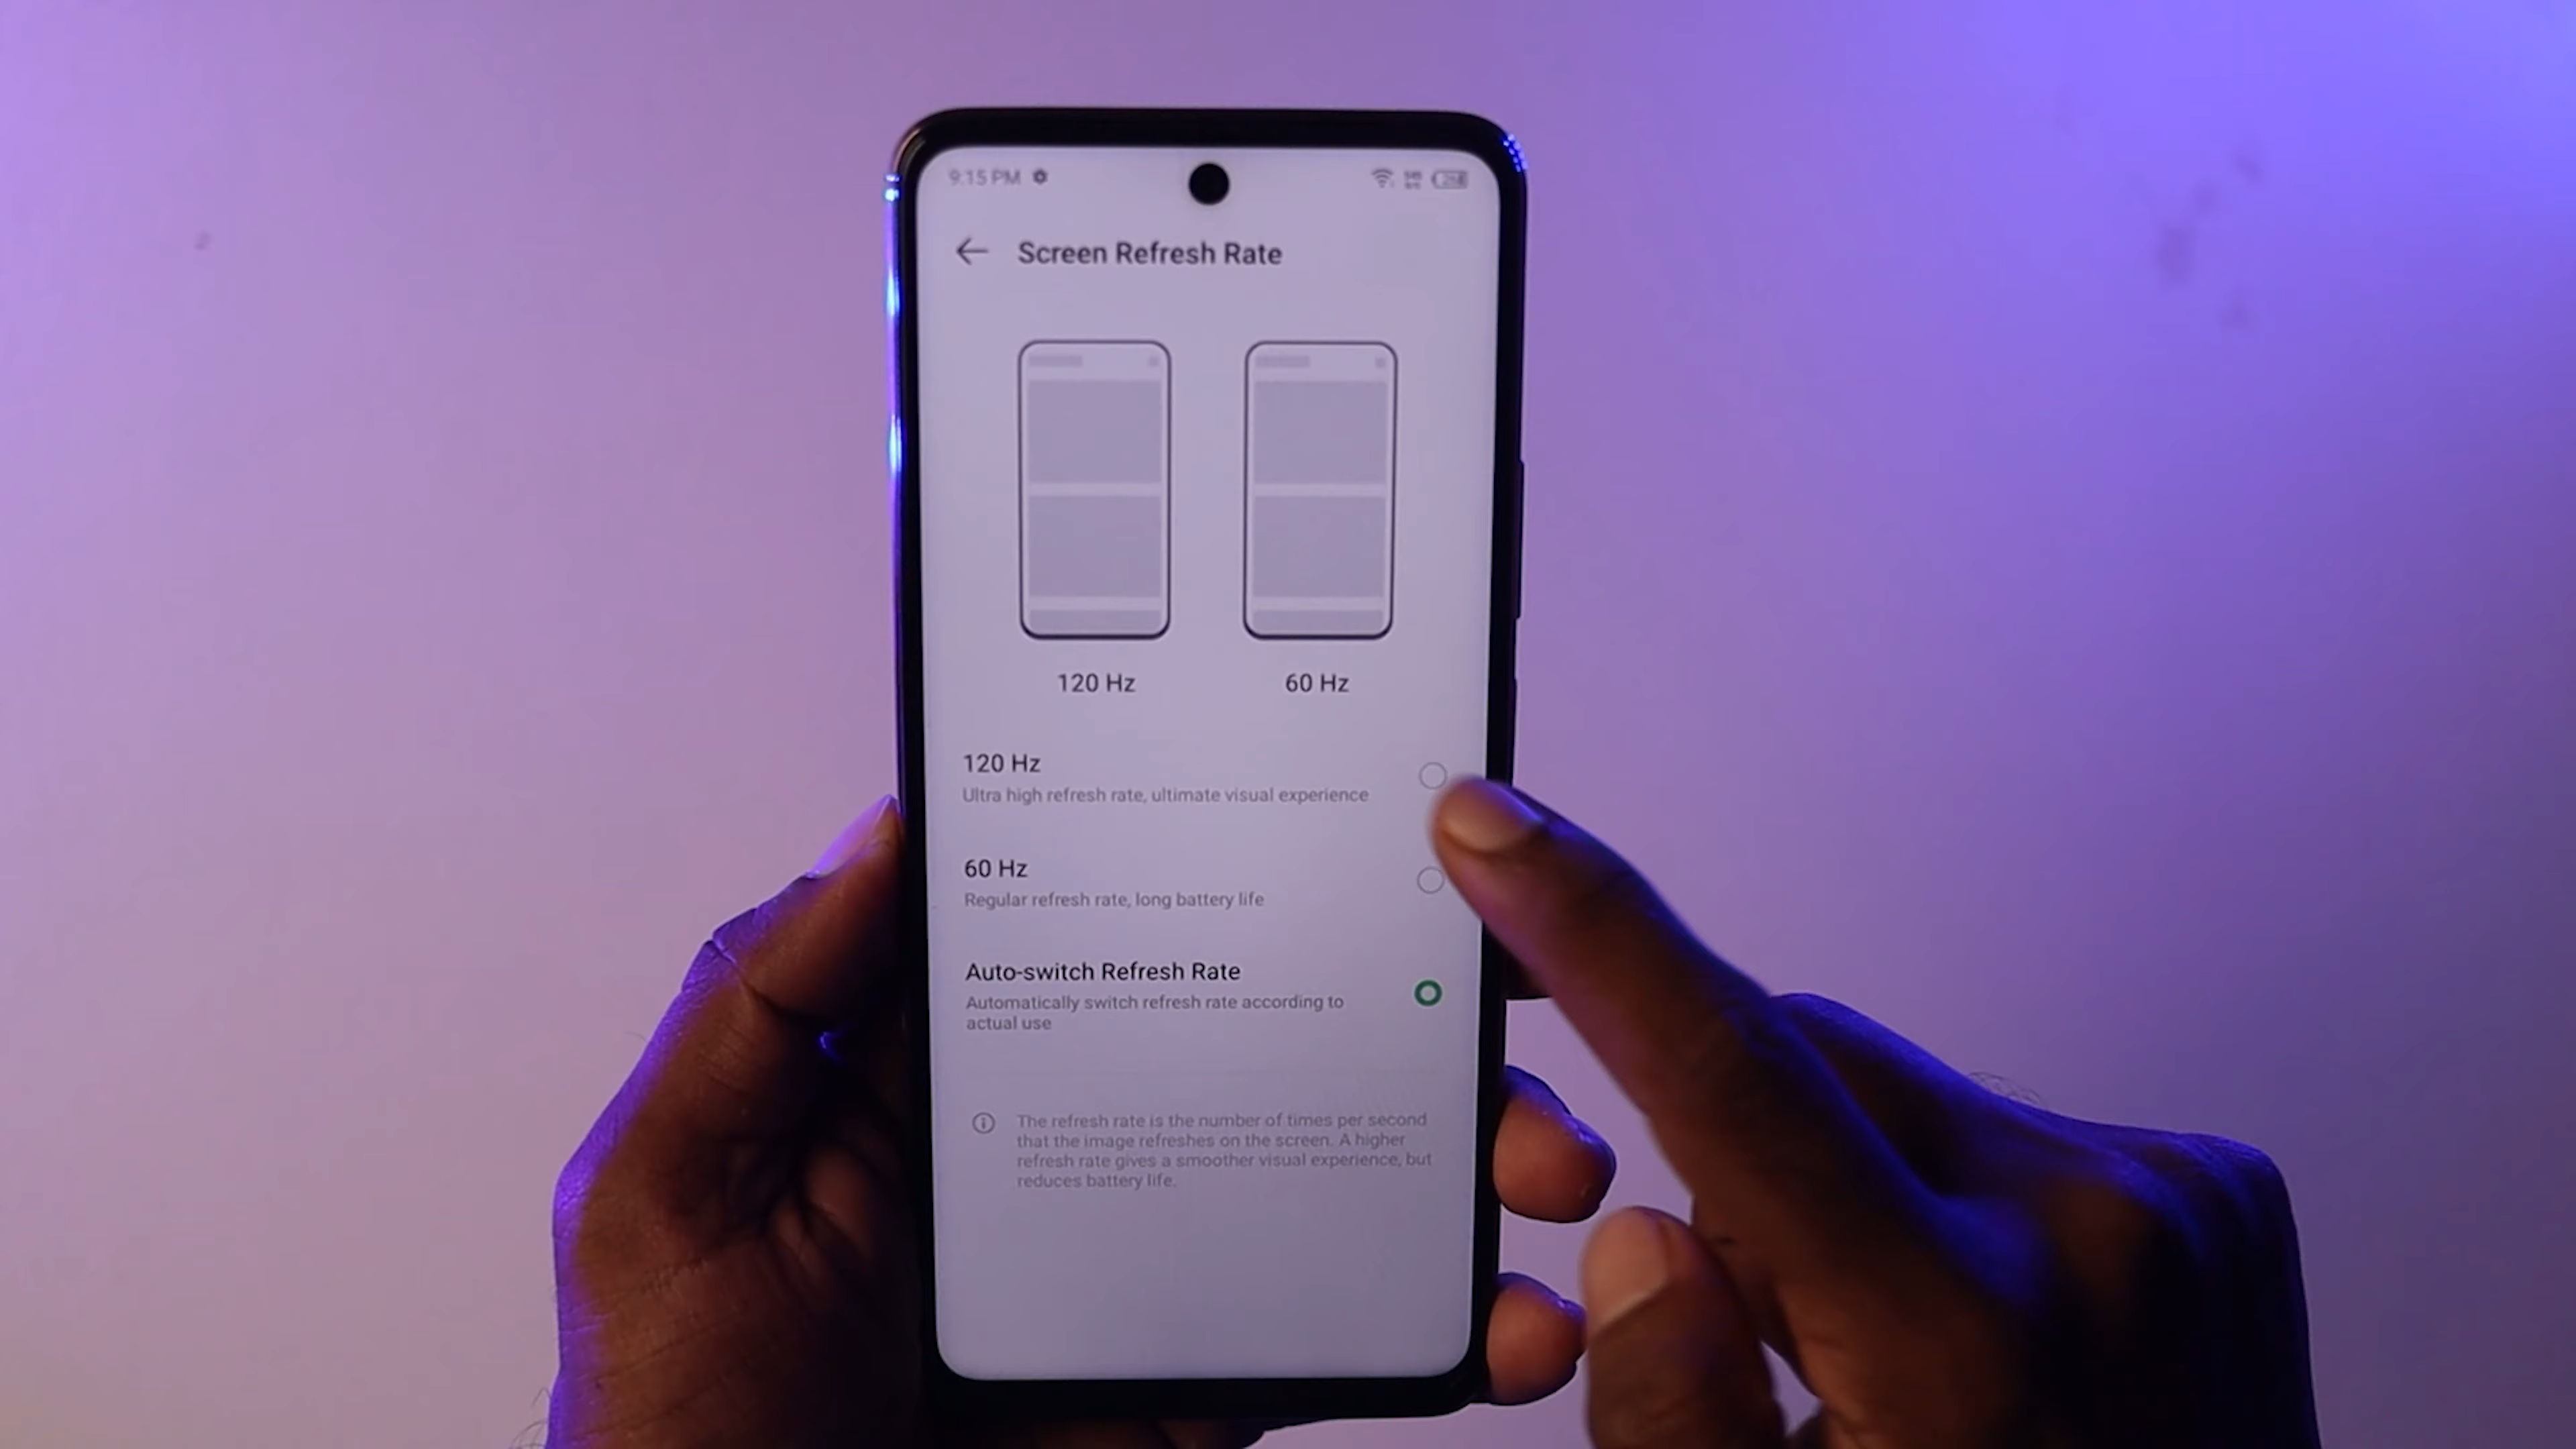 9:15 PM
Screen Refresh Rate
120 Hz
60 Hz
120 Hz
Ultra high refresh rate, ultimate visual experience
60 Hz
Regular refresh rate, long battery life
Auto-switch Refresh Rate
Automatically switch refresh rate according to
actual use
The refresh rate is the number of times per second
that the image refreshes on the screen. A higher
refresh rate gives a smoother visual experience, but
reduces battery life.